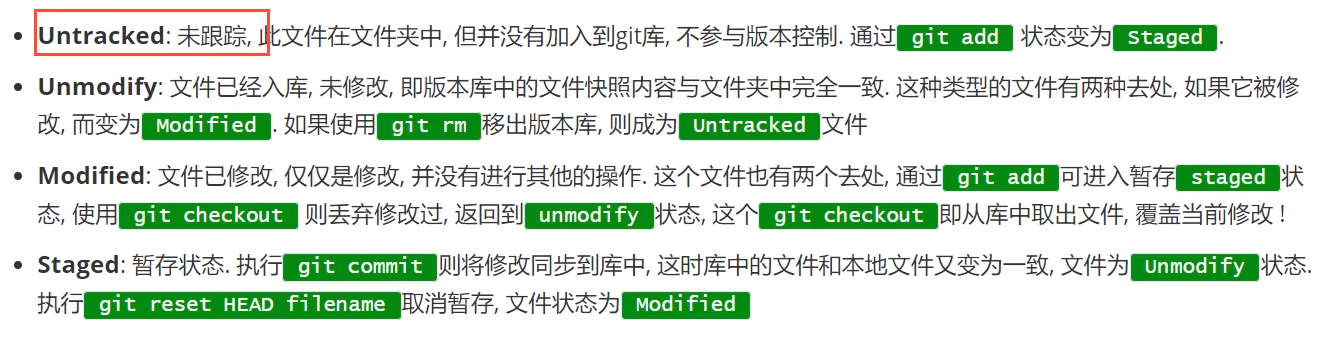 Untracked: 未跟踪, 此文件在文件夹中, 但并没有加入到git库, 不参与版本控制. 通过 git add 状态变为 Staged .
Unmodify: 文件已经入库, 未修改, 即版本库中的文件快照内容与文件夹中完全一致. 这种类型的文件有两种去处, 如果它被修
改, 而变为 Modified . 如果使用 git rm 移出版本库, 则成为 Untracked 文件
Modified: 文件已修改, 仅仅是修改, 并没有进行其他的操作. 这个文件也有两个去处, 通过 git add 可进入暂存 staged 状
态, 使用 git checkout 则丢弃修改过, 返回到 unmodify 状态, 这个 git checkout 即从库中取出文件, 覆盖当前修改 !
Staged: 暂存状态. 执行 git commit 则将修改同步到库中, 这时库中的文件和本地文件又变为一致, 文件为 Unmodify 状态.
执行 git reset HEAD filename 取消暂存, 文件状态为 Modified